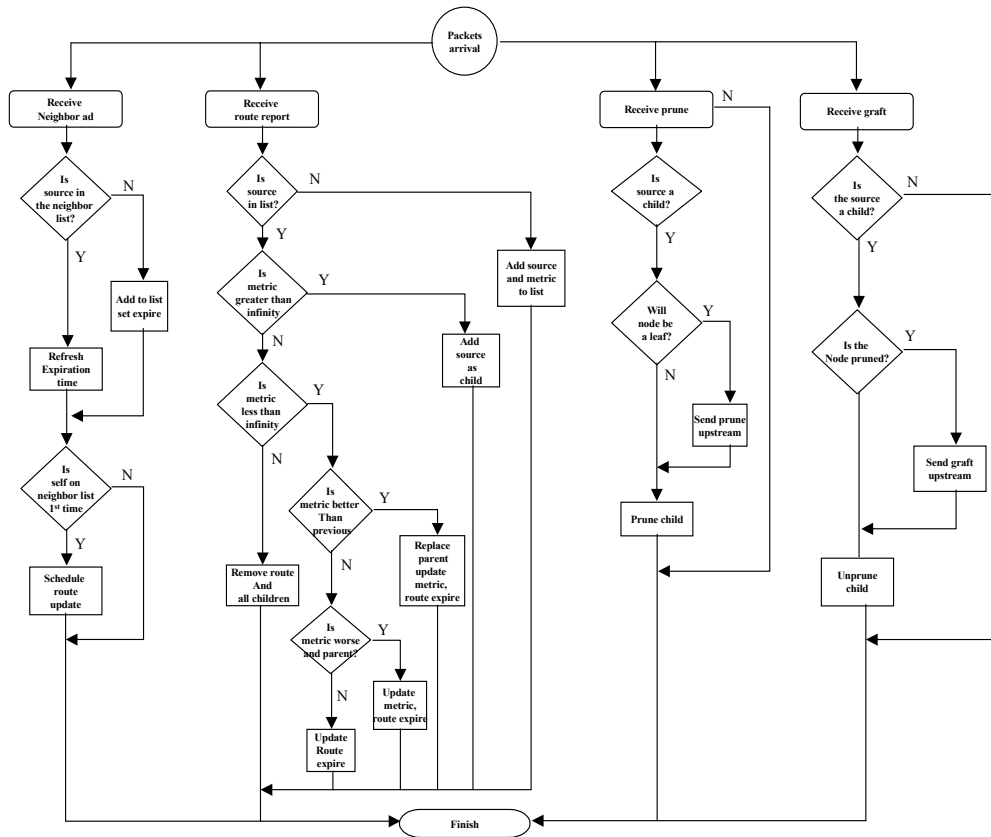 Packets
arrival
Receive
Neighbor ad
Is
source in
the neighbor
list?
N
Y
Add to list
set expire
Refresh
Expiration
time
Is
self on
neighbor list
1st time
N
Y
Schedule
route
update
Receive
route report
Is
source
in list?
N
Y
Add source
and metric
to list
Is
metric
greater than
infinity
Y
N
Add
source
as
child
Is
metric
less than
infinity
Y
N
Remove route
And
all children
Is
metric better
Than
previous
Y
N
Replace
parent
update
metric,
route expire
Is
metric worse
and parent?
Y
N
Update
metric,
route expire
Update
Route
expire
Receive prune
N
Is
source a
child?
Y
Will
node be
a leaf?
Y
N
Send prune
upstream
Prune child
Receive graft
Is
the source
a child?
N
Y
Is the
Node pruned?
Y
Send graft
upstream
Unprune
child
Finish